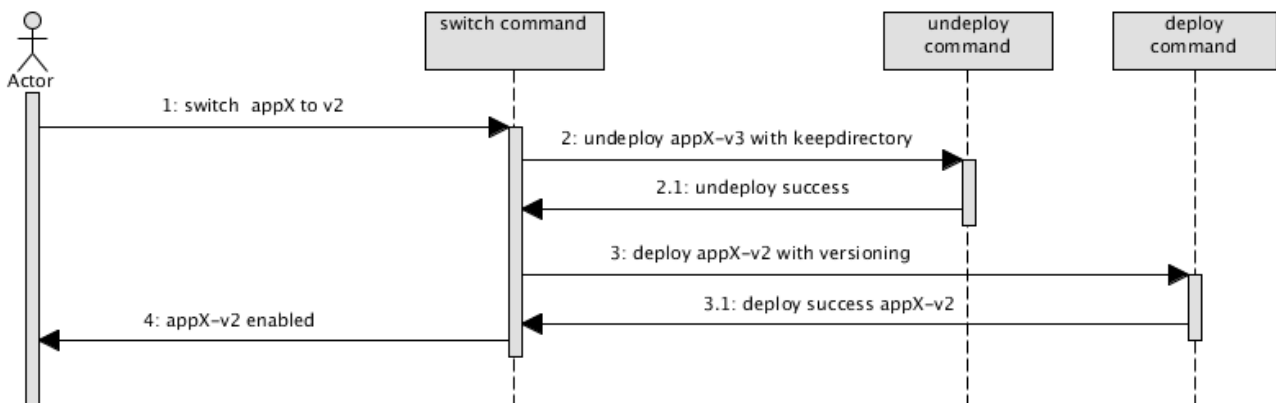 switch command
undeploy
command
deploy
command
Actor
1: switch appX to v2
2: undeploy appX-v3 with keepdirectory
2.1: undeploy success
3: deploy appX-v2 with versioning
3.1: deploy success appX-v2
4: appX-v2 enabled